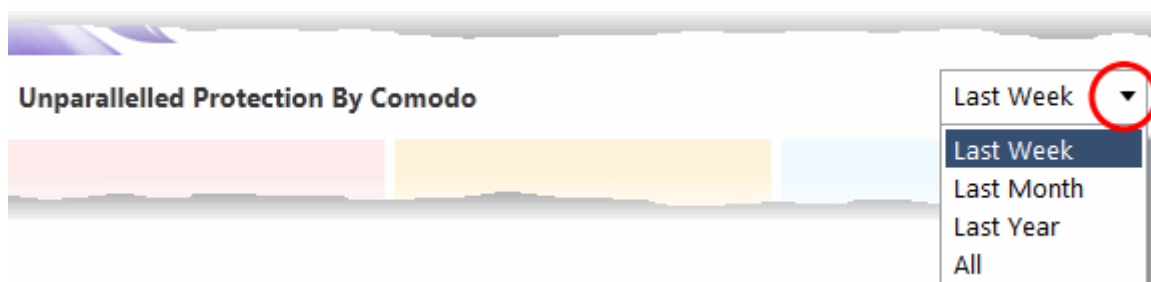 Unparallelled Protection By Comodo
Last Week
Last Week
Last Month
Last Year
All